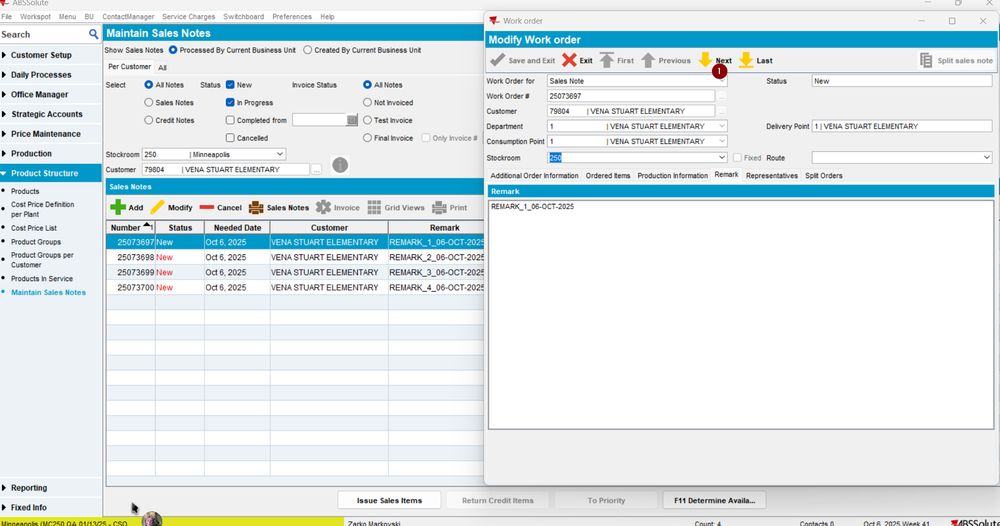 ABSSolute
File Workspot Menu BU ContactManager Service Charges Switchboard Preferences Help
Search
Customer Setup
Daily Processes
Office Manager
Strategic Accounts
Price Maintenance
Production
Product Structure
Products
Cost Price Definition
per Plant
Cost Price List
Product Groups
Product Groups per
Customer
Products In Service
Maintain Sales Notes
Reporting
Fixed Info
Maintain Sales Notes
Show Sales Notes Processed By Current Business Unit Created By Current Business Unit
Per Customer All
Select All Notes Status New Invoice Status All Notes
Sales Notes In Progress Not Invoiced
Credit Notes Completed from 16 Test Invoice
Cancelled Final Invoice Only Invoice #
Stockroom 250 | Minneapolis
Customer 79804 | VENA STUART ELEMENTARY ...
Sales Notes
Add Modify Cancel Sales Notes Invoice Grid Views Print
Number 1 Status Needed Date Customer Remark
25073697 New Oct 6, 2025 VENA STUART ELEMENTARY REMARK_1_06-OCT-2025
25073698 New Oct 6, 2025 VENA STUART ELEMENTARY REMARK_2_06-OCT-2025
25073699 New Oct 6, 2025 VENA STUART ELEMENTARY REMARK_3_06-OCT-2025
25073700 New Oct 6, 2025 VENA STUART ELEMENTARY REMARK_4_06-OCT-2025
Issue Sales Items Return Credit Items To Priority F11 Determine Availa...
Work order
Modify Work order
Save and Exit Exit First Previous Next Last Split sales note
1
Work Order for Sales Note Status New
Work Order # 25073697 ...
Customer 79804 | VENA STUART ELEMENTARY ...
Department 1 | VENA STUART ELEMENTARY Delivery Point 1 | VENA STUART ELEMENTARY
Consumption Point 1 | VENA STUART ELEMENTARY
Stockroom 250 Fixed Route
Additional Order Information Ordered Items Production Information Remark Representatives Split Orders
Remark
REMARK_1_06-OCT-2025
Minneapolis (MC250 QA 01/13/25 - CSO Zarko Markovski Count: 4 Contacts 0 Oct 6, 2025 Week 41 ABSSolute